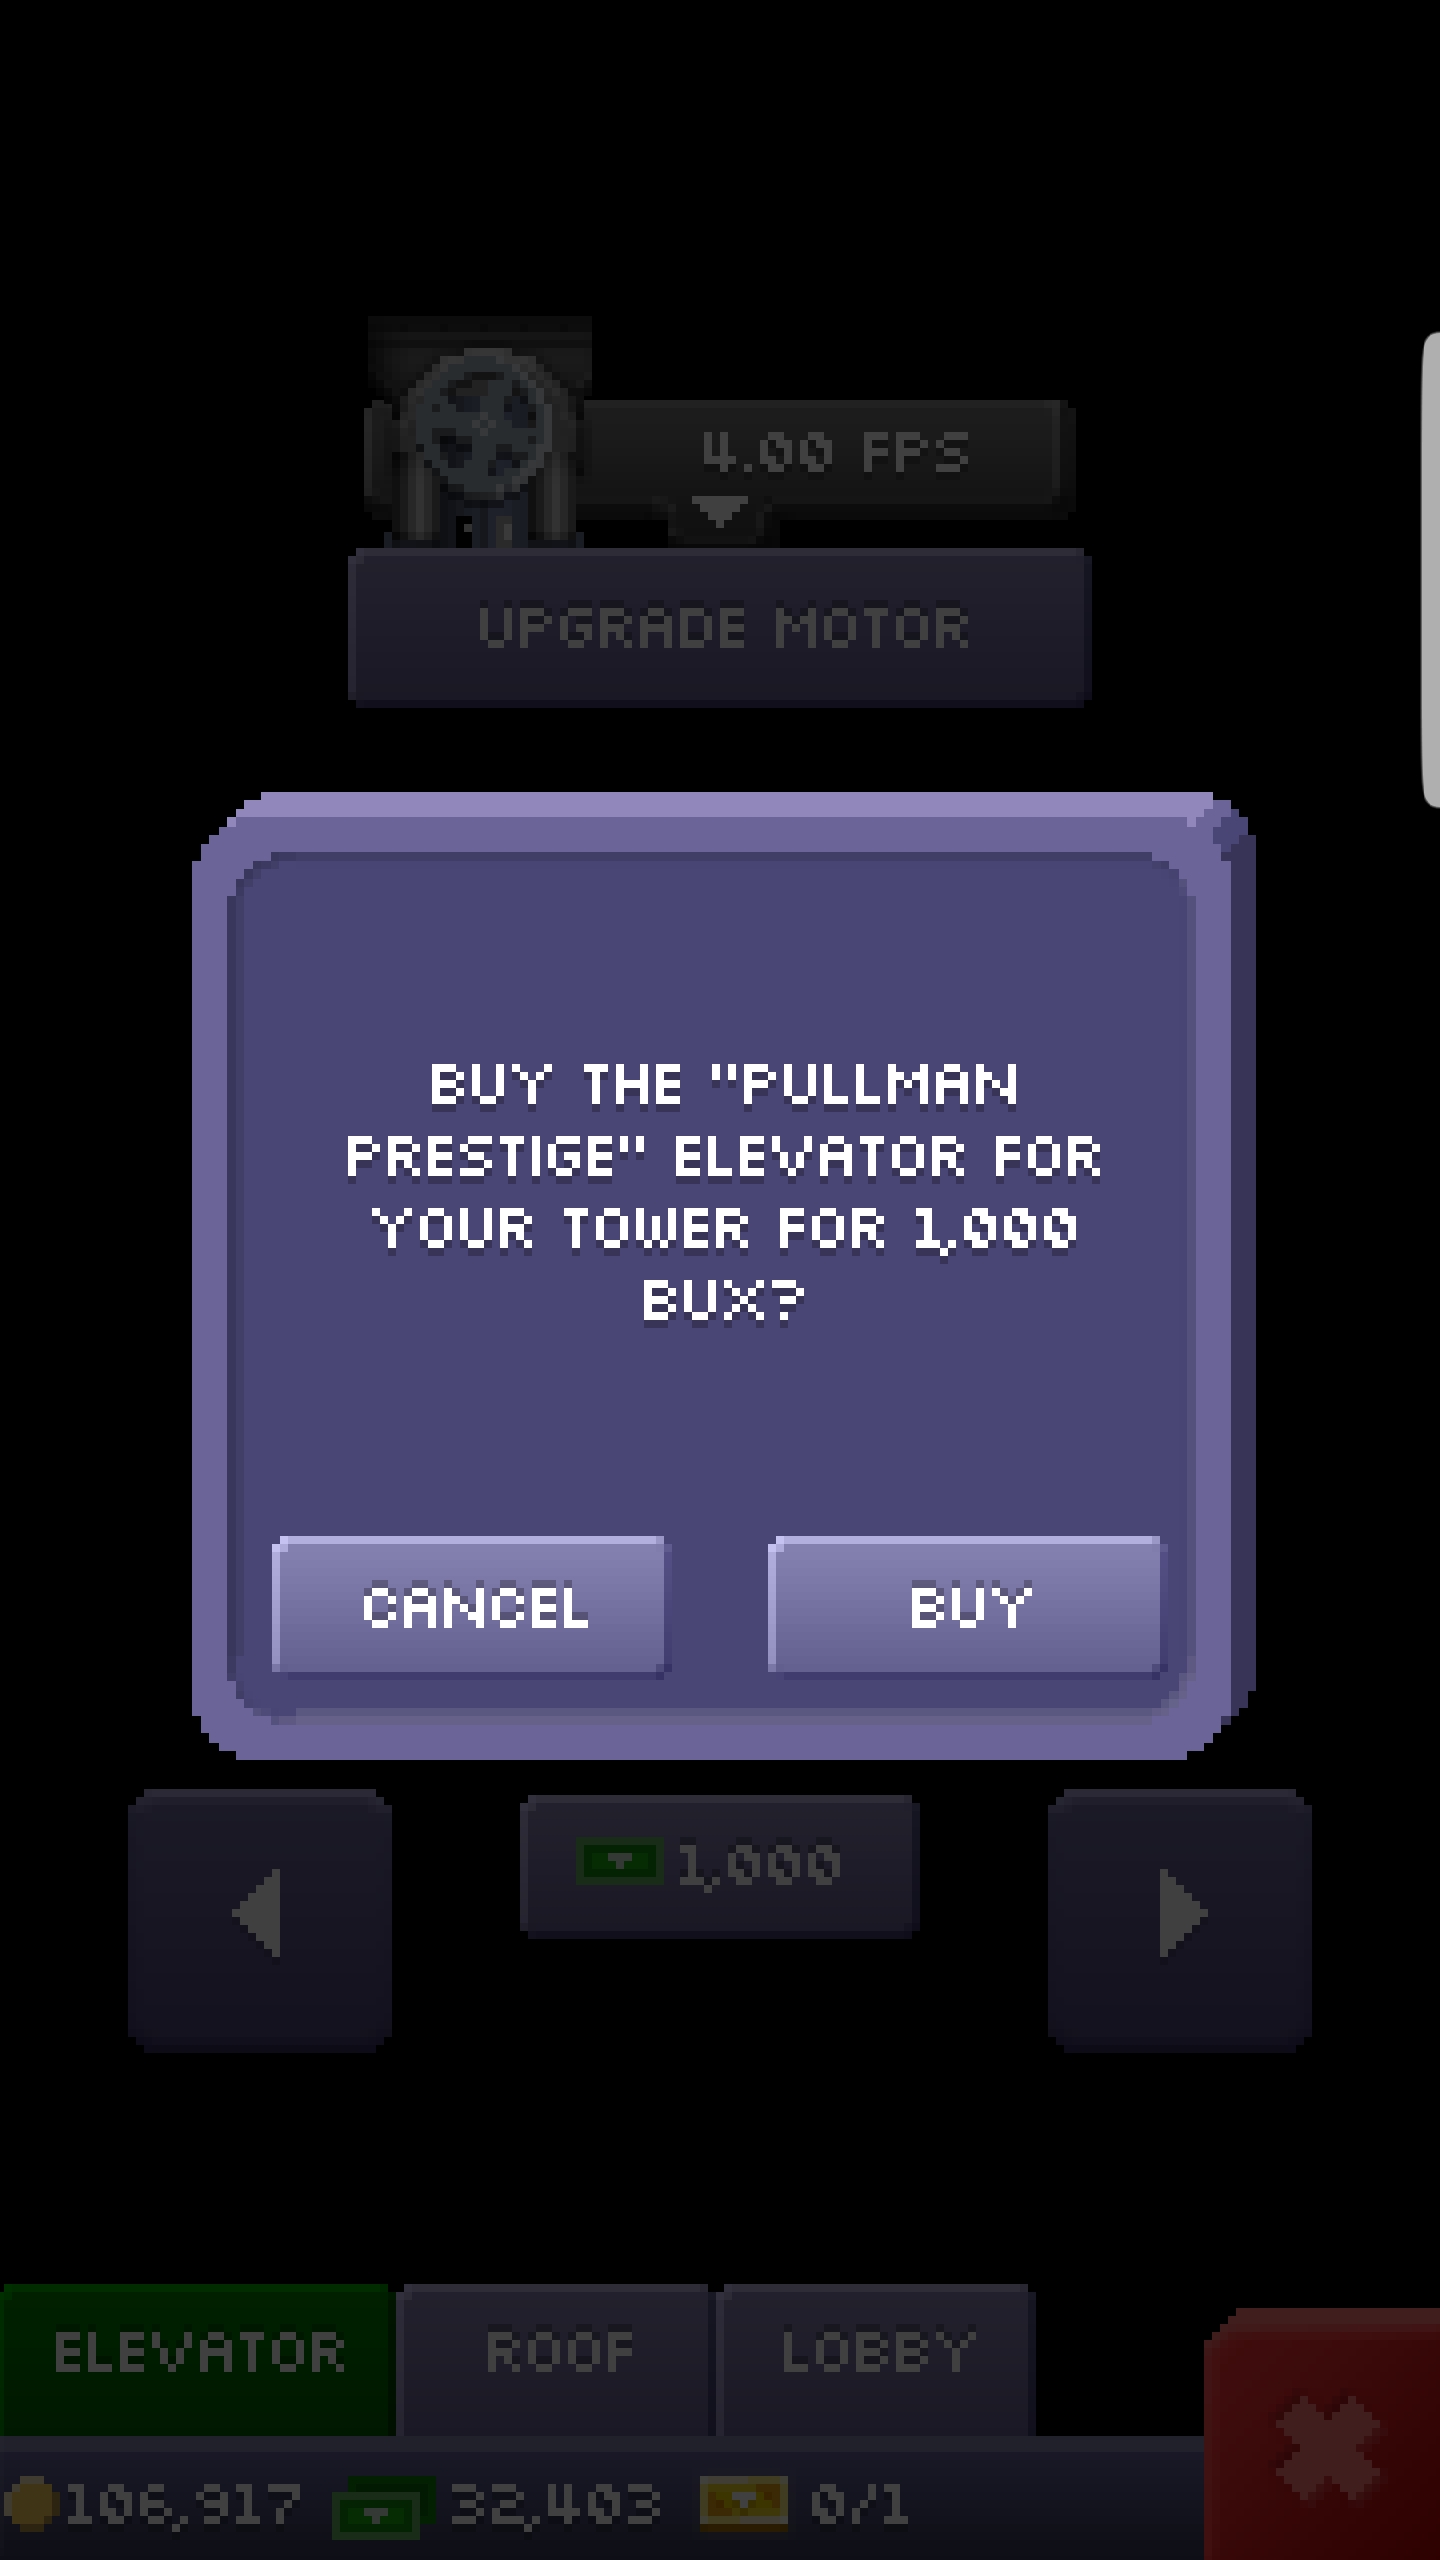 4.00 FPS
UPGRADE MOTOR
BUY THE "PULLMAN
PRESTIGE" ELEVATOR FOR
YOUR TOWER FOR 1,000
BUX?
CANCEL BUY
1,000
ELEVATOR ROOF LOBBY
106,917 32,403 0/1